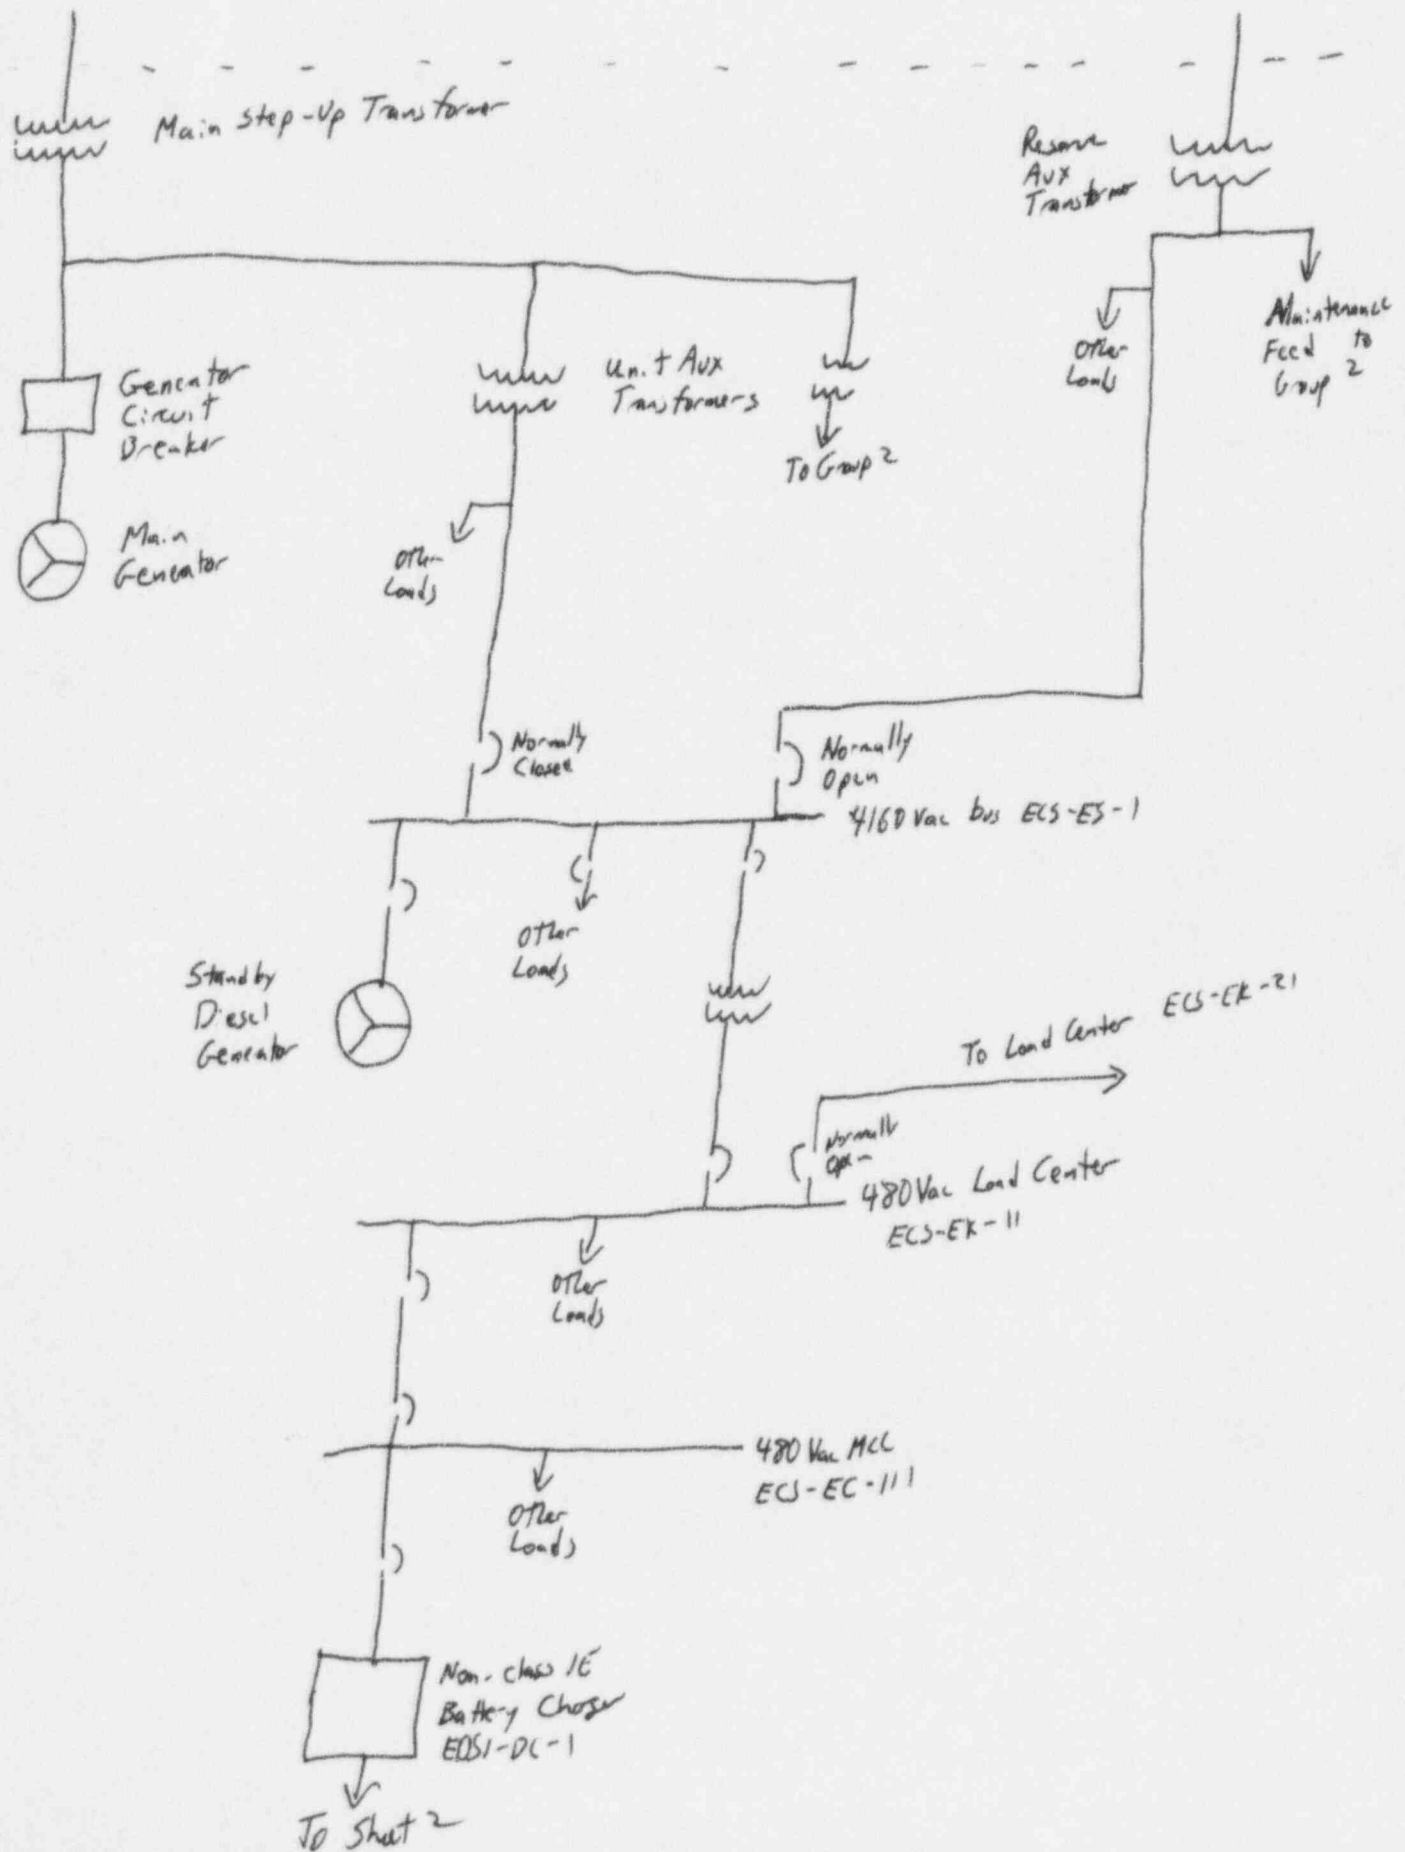 Main Step-Up Transformer
Reserve
Aux
Transformer
Generator
Circuit
Breaker
Unit Aux
Transformers
Other
Loads
Maintenance
Feed to
Group 2
To Group 2
Main
Generator
Other
Loads
Normally
Closed
Normally
Open
4160 Vac bus ECS-ES-1
Other
Loads
Standby
Diesel
Generator
To Load Center ECS-EK-21
Normally
Open
480 Vac Load Center
ECS-EK-11
Other
Loads
480 Vac MCC
ECS-EC-111
Other
Loads
Non-class 1E
Battery Charger
EDS1-DC-1
To Sheet 2